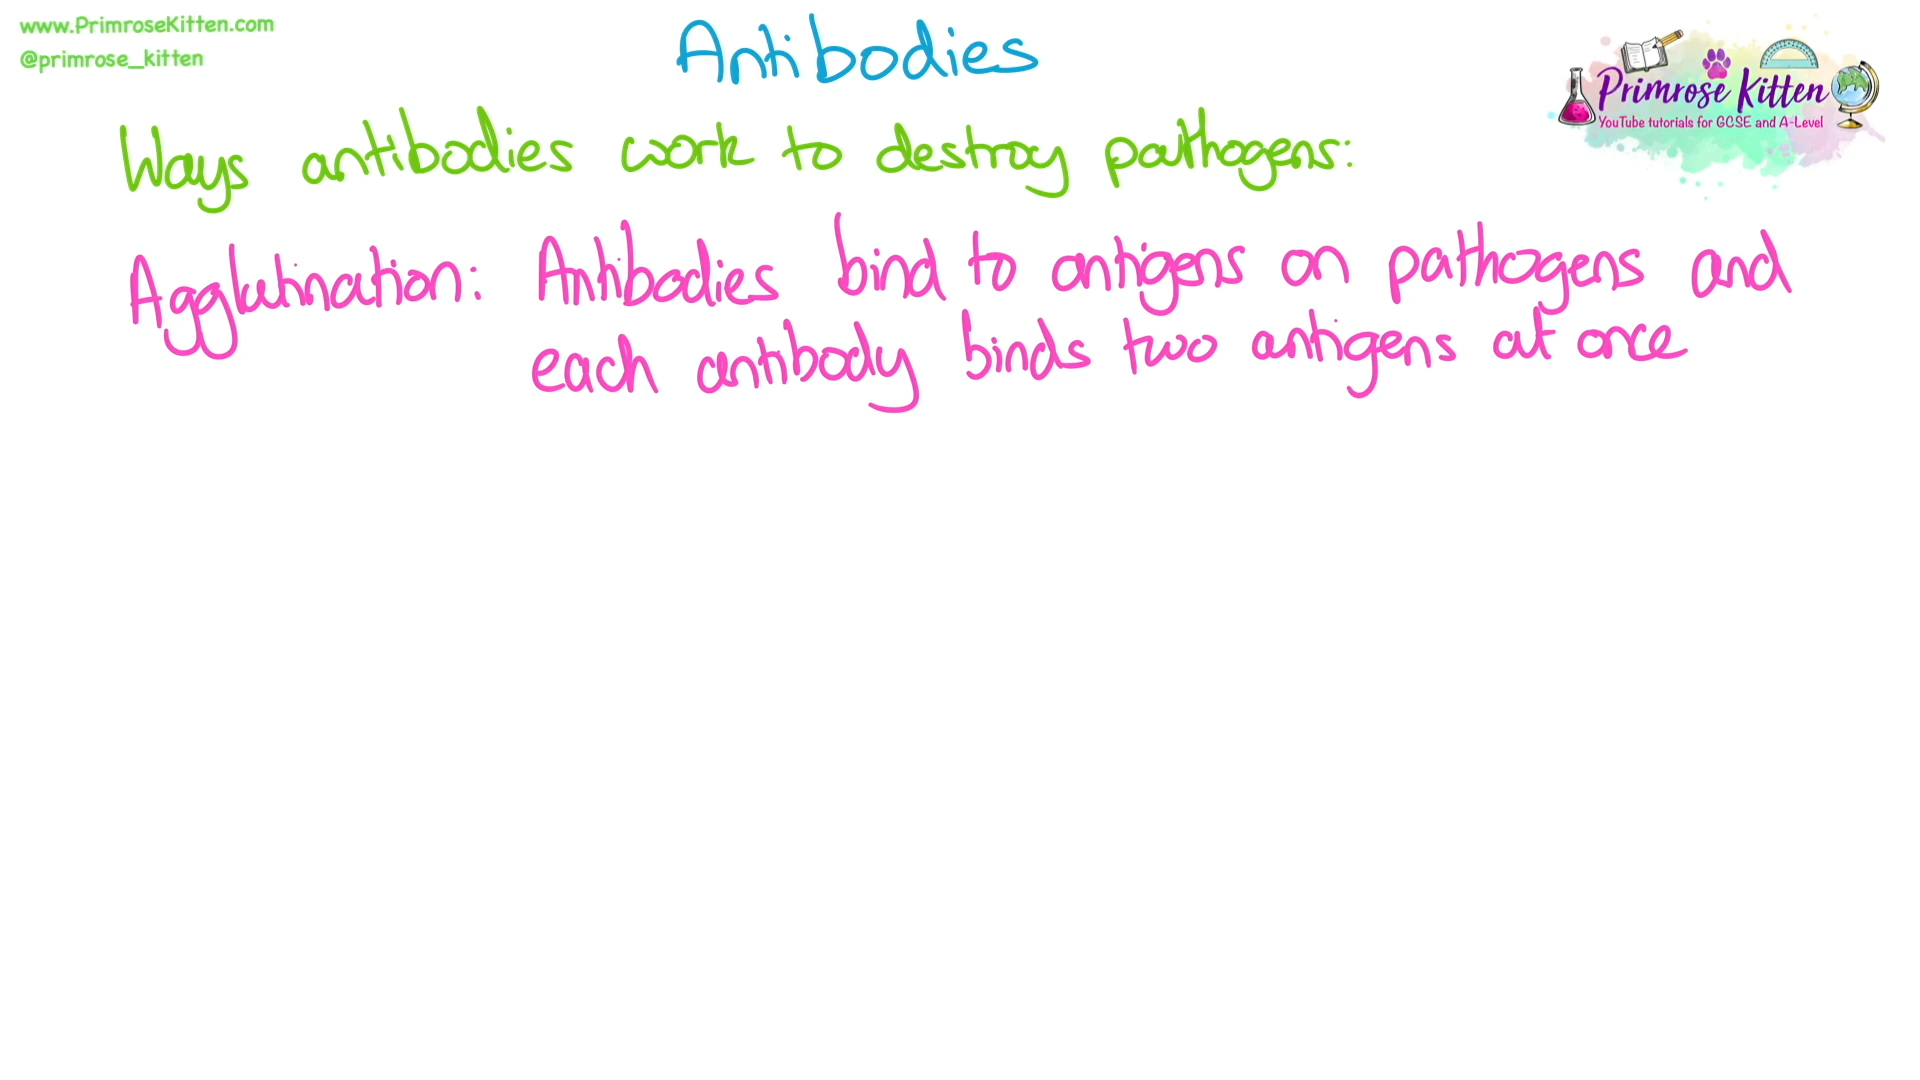 www.PrimroseKitten.com
@primrose_kitten
Antibodies
Primrose Kitten
YouTube tutorials for GCSE and A-Level
Ways antibodies work to destroy pathogens:
Agglutination: Antibodies bind to antigens on pathogens and
each antibody binds two antigens at once